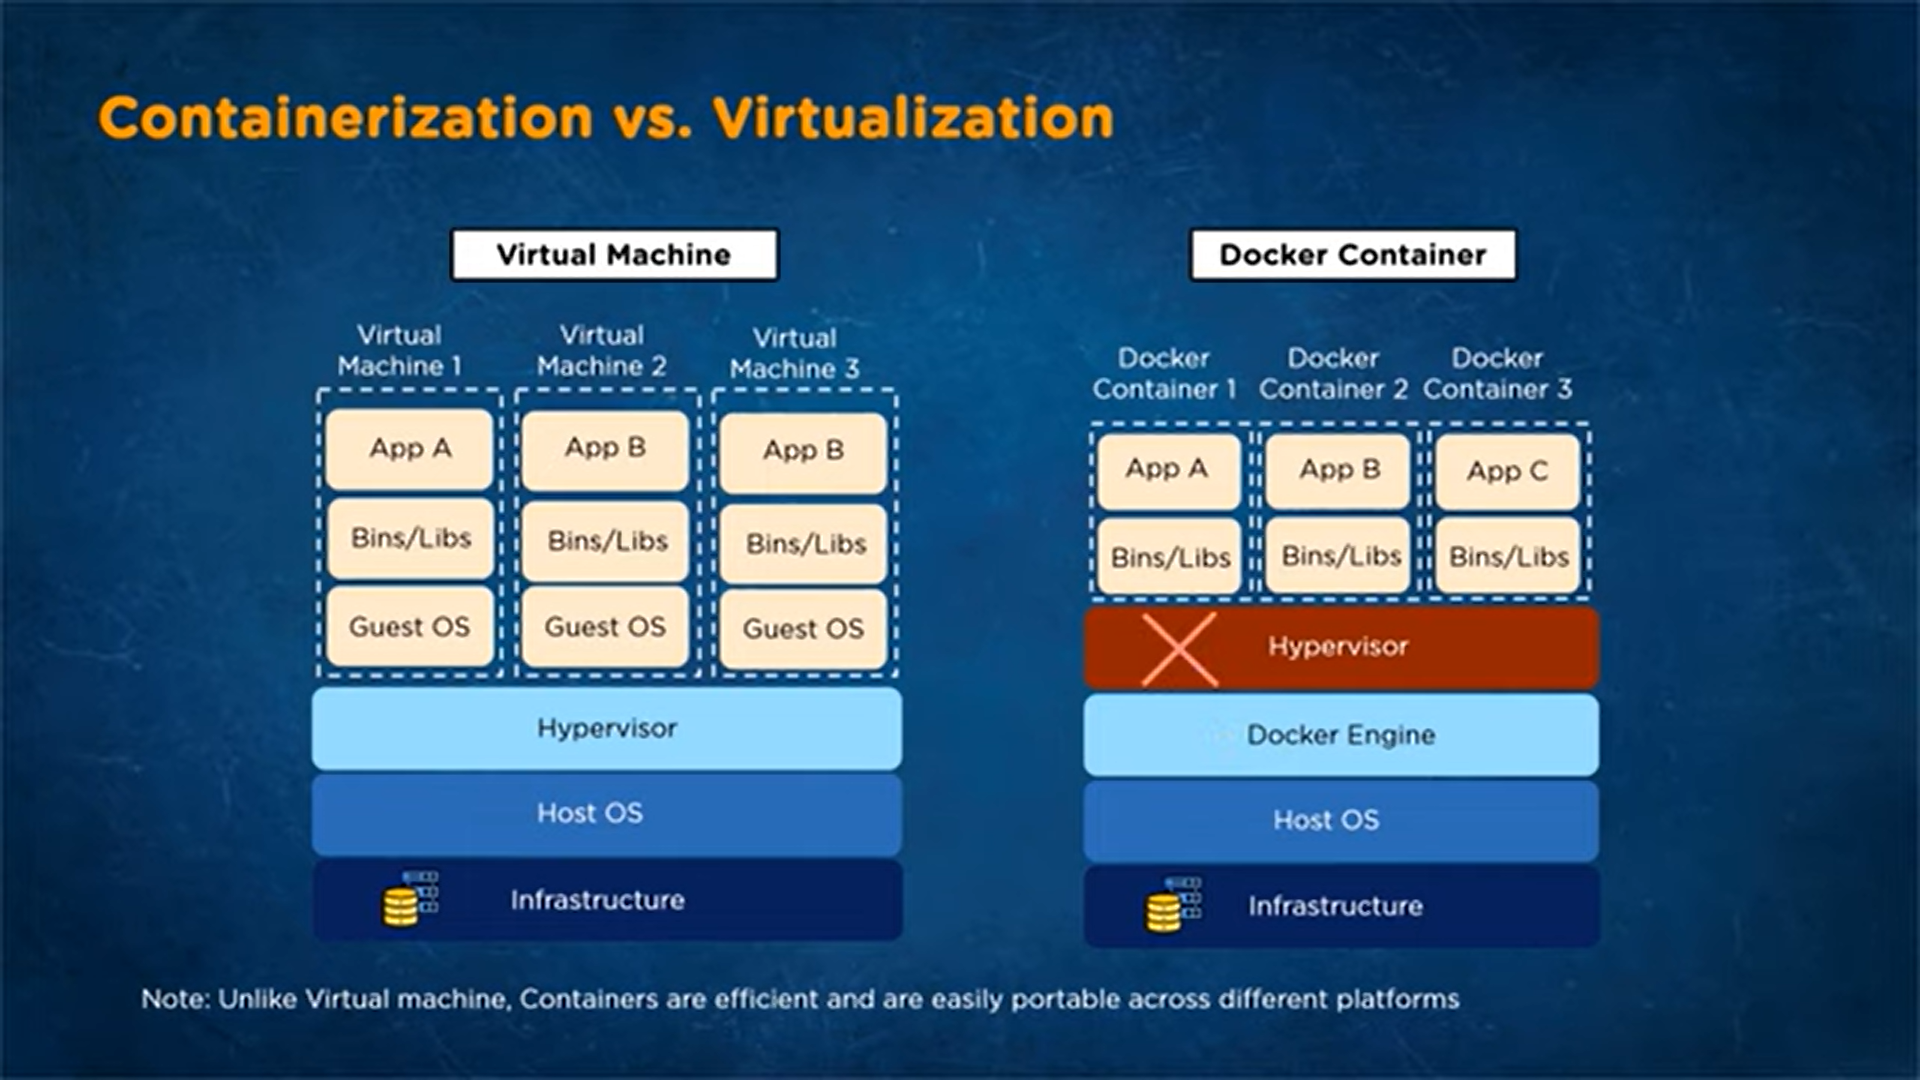 Containerization vs. Virtualization
Virtual Machine
Virtual
Machine 1
Virtual
Machine 2
Virtual
Machine 3
App A
App B
App B
Bins/Libs
Bins/Libs
Bins/Libs
Guest OS
Guest OS
Guest OS
Hypervisor
Host OS
Infrastructure
Docker Container
Docker
Container 1
Docker
Container 2
Docker
Container 3
App A
App B
App C
Bins/Libs
Bins/Libs
Bins/Libs
Hypervisor
Docker Engine
Host OS
Infrastructure
Note: Unlike Virtual machine, Containers are efficient and are easily portable across different platforms